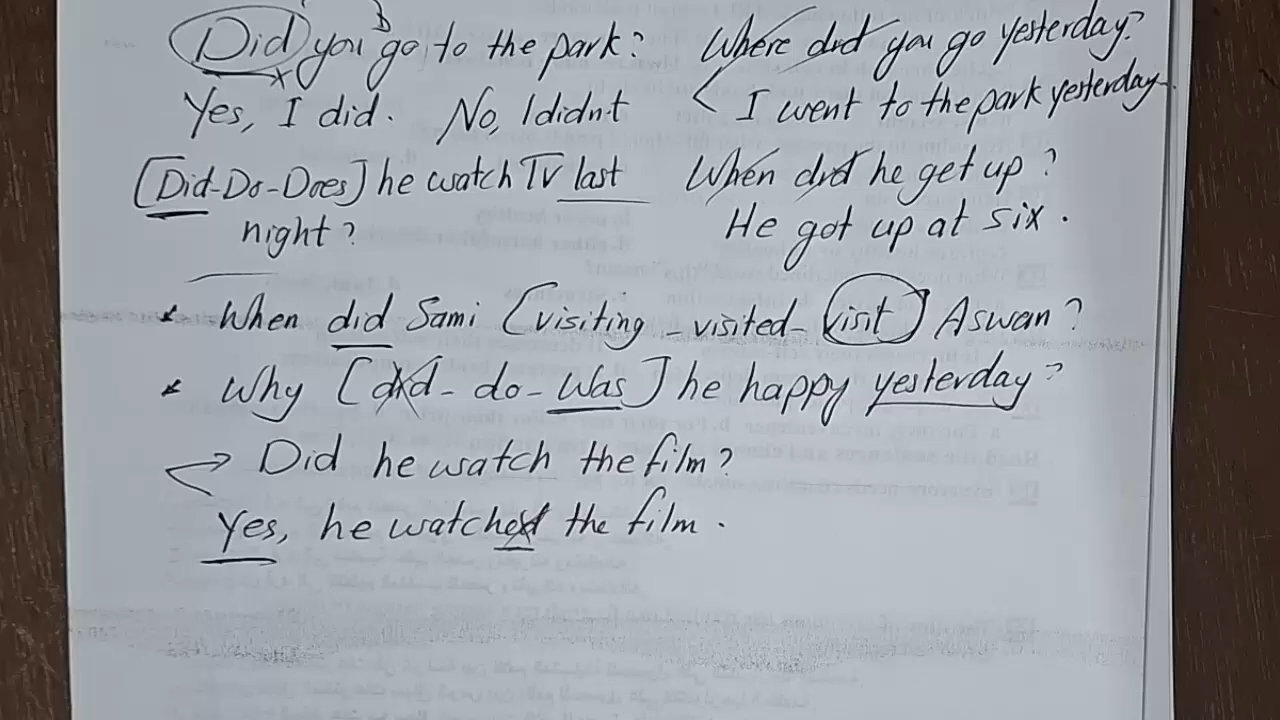 Did you go to the park? Where did you go yesterday?
Yes, I did. No, I didn't I went to the park yesterday.
[Did-Do-Does] he watch TV last When did he get up?
night? He got up at six.
When did Sami [visiting - visited - visit] Aswan?
Why [did - do - was] he happy yesterday?
Did he watch the film?
Yes, he watched the film.